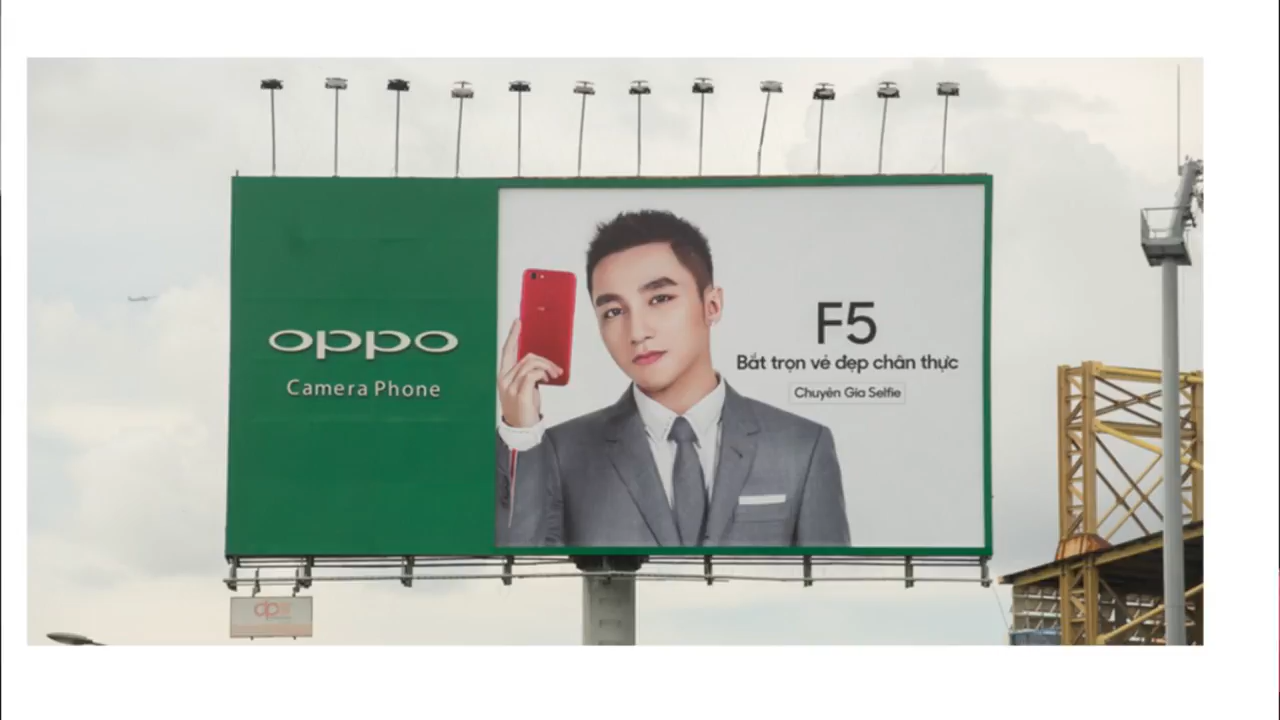 oppo
Camera Phone
F5
Bắt trọn vẻ đẹp chân thực
Chuyên Gia Selfie